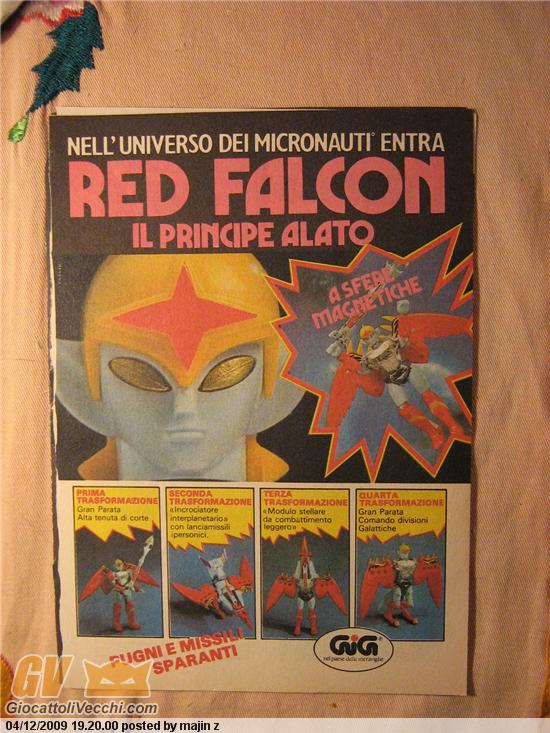 NELL'UNIVERSO DEI MICRONAUTI° ENTRA
RED FALCON
IL PRINCIPE ALATO
A SFERE
MAGNETICHE
PRIMA
TRASFORMAZIONE
Gran Parata
Alta tenuta di corte
SECONDA
TRASFORMAZIONE
«Incrociatore
interplanetario»
con lanciamissili
ipersonici.
TERZA
TRASFORMAZIONE
«Modulo stellare
da combattimento
leggero»
QUARTA
TRASFORMAZIONE
Gran Parata
Comando divisioni
Galattiche
PUGNI E MISSILI
SPARANTI
GiG
nel paese delle meraviglie
GV
GiocattoliVecchi.com
04/12/2009 19.20.00 posted by majin z